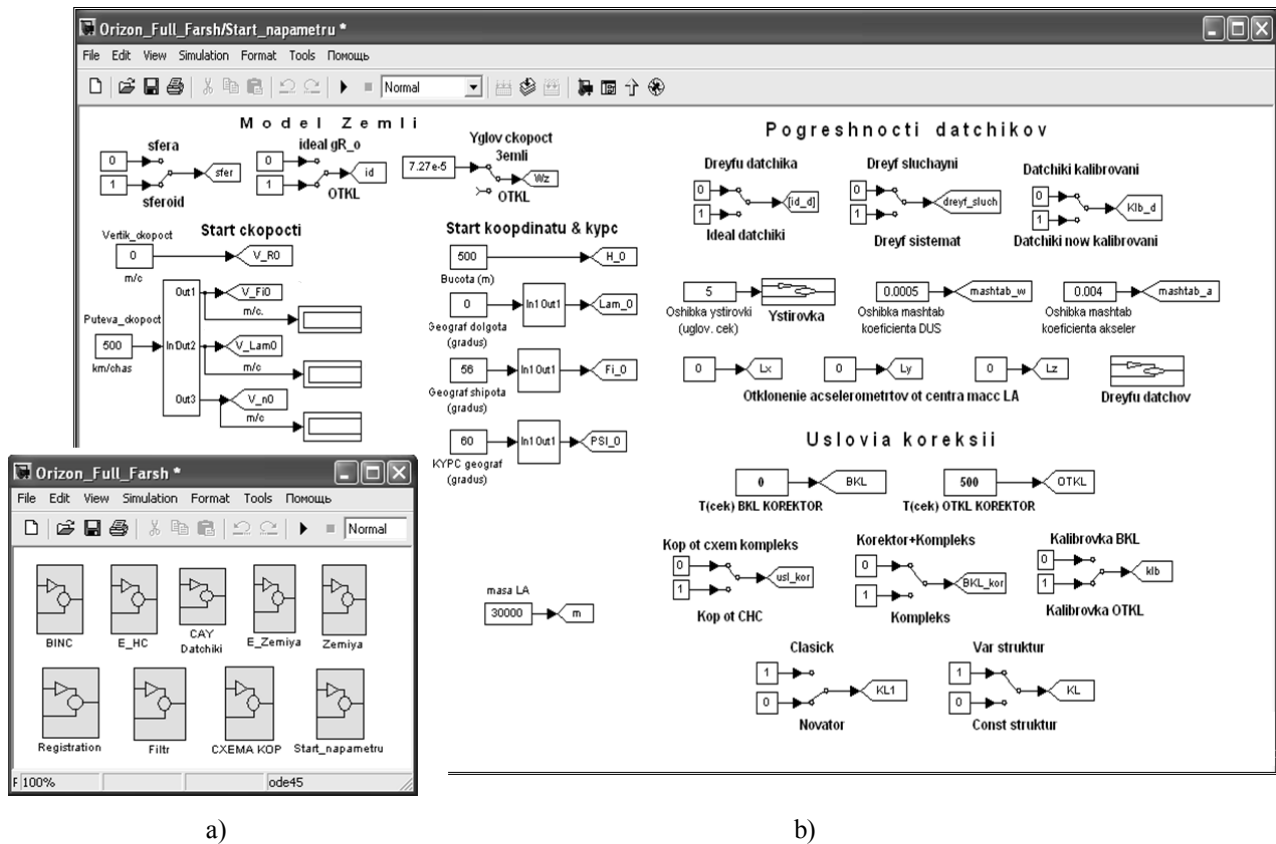 Orizon_Full_Farsh/Start_napametru *
File Edit View Simulation Format Tools Помощь
Normal
Model Zemli
sfera
0
1
sfer
sferoid
ideal gR_o
0
1
id
OTKL
Yglov ckopoct
3emli
7.27e-5
Wz
OTKL
Start ckopocti
Vertik_ckopoct
0
V_R0
m/c
Puteva_ckopoct
500
km/chas
In
Out1
Out2
Out3
V_Fi0
m/c.
V_Lam0
m/c
V_n0
m/c
Start koopdinatu & kypc
500
H_0
Bucota (m)
0
In1 Out1
Lam_0
Geograf dolgota
(gradus)
56
In1 Out1
Fi_0
Geograf shipota
(gradus)
60
In1 Out1
PSI_0
KYPC geograf
(gradus)
masa LA
30000
m
Pogreshnocti datchikov
Dreyfu datchika
0
1
[id_d]
Ideal datchiki
Dreyf sluchayni
0
1
dreyf_sluch
Dreyf sistemat
Datchiki kalibrovani
0
1
Klb_d
Datchiki now kalibrovani
5
Oshibka ystirovki
(uglov. cek)
Ystirovka
0.0005
mashtab_w
Oshibka mashtab
koeficienta DUS
0.004
mashtab_a
Oshibka mashtab
koeficienta akseler
0
Lx
0
Ly
0
Lz
Otklonenie acselerometrtov ot centra macc LA
Dreyfu datchov
Uslovia koreksii
0
BKL
T(cek) BKL KOREKTOR
500
OTKL
T(cek) OTKL KOREKTOR
Kop ot cxem kompleks
0
1
usl_kor
Kop ot CHC
Korektor+Kompleks
0
1
BKL_kor
Kompleks
Kalibrovka BKL
0
1
klb
Kalibrovka OTKL
Clasick
1
0
KL1
Novator
Var struktur
1
0
KL
Const struktur
Orizon_Full_Farsh *
File Edit View Simulation Format Tools Помощь
Normal
BINC
E_HC
CAY
Datchiki
E_Zemiya
Zemiya
Registration
Filtr
CXEMA KOP
Start_napametru
100%
ode45
a)
b)